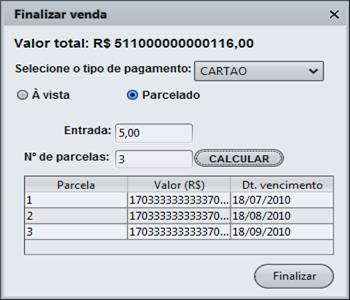 Finalizar venda
Valor total: R$ 511000000000116,00
Selecione o tipo de pagamento: CARTAO
À vista Parcelado
Entrada: 5,00
Nº de parcelas: 3 CALCULAR
Parcela Valor (R$) Dt. vencimento
1 170333333333370... 18/07/2010
2 170333333333370... 18/08/2010
3 170333333333370... 18/09/2010
Finalizar